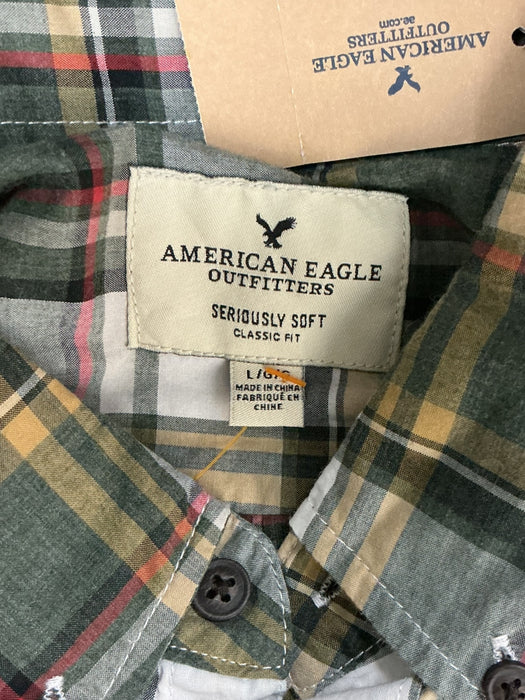 AMERICAN EAGLE
OUTFITTERS
ae.com
AMERICAN EAGLE
OUTFITTERS
SERIOUSLY SOFT
CLASSIC FIT
MADE IN CHINA
FABRIQUÉ EN
CHINE